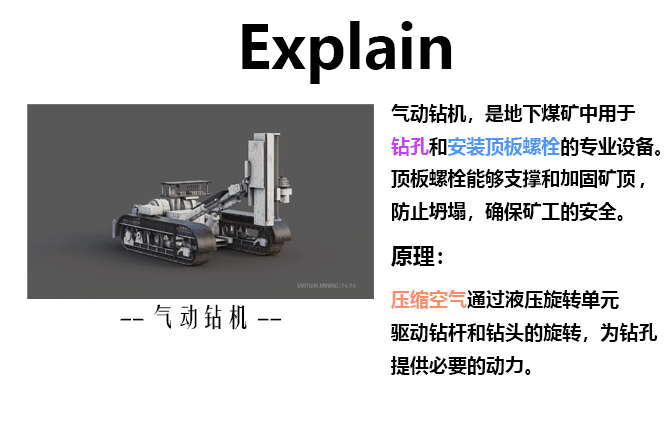 Explain
气动钻机，是地下煤矿中用于
钻孔和安装顶板螺栓的专业设备。
顶板螺栓能够支撑和加固矿顶，
防止坍塌，确保矿工的安全。
原理：
压缩空气通过液压旋转单元
驱动钻杆和钻头的旋转，为钻孔
提供必要的动力。
-- 气动钻机 --